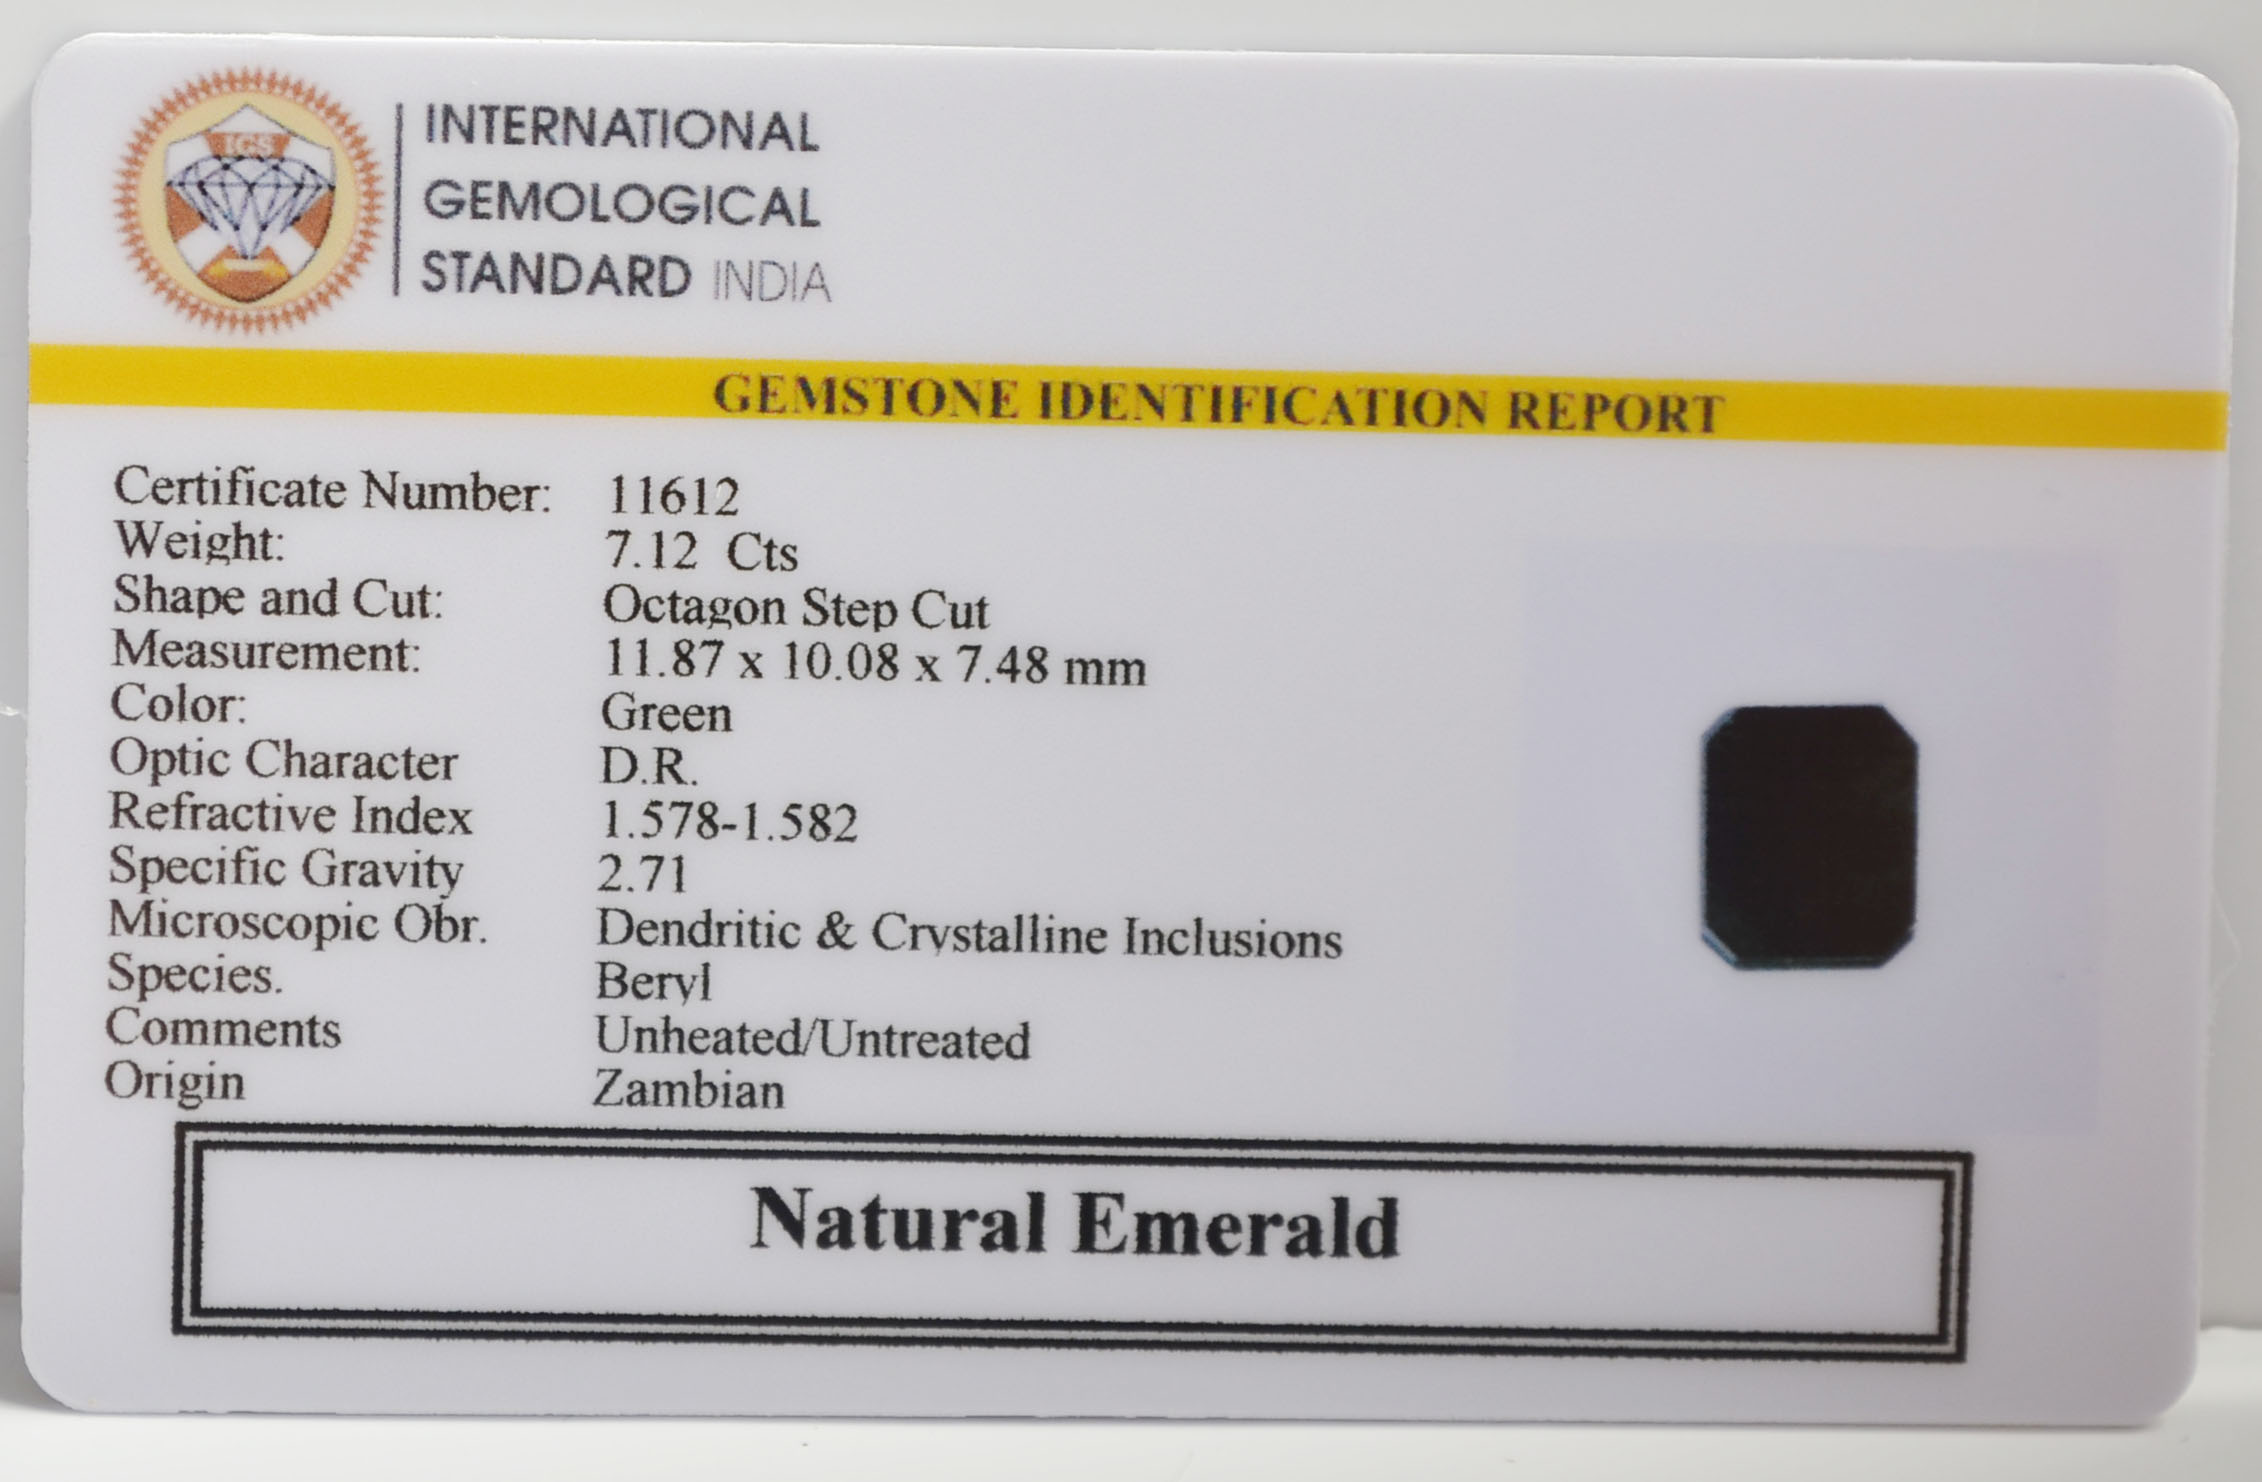 IGS
INTERNATIONAL
GEMOLOGICAL
STANDARD INDIA
GEMSTONE IDENTIFICATION REPORT
Certificate Number: 11612
Weight: 7.12 Cts
Shape and Cut: Octagon Step Cut
Measurement: 11.87 x 10.08 x 7.48 mm
Color: Green
Optic Character D.R.
Refractive Index 1.578-1.582
Specific Gravity 2.71
Microscopic Obr. Dendritic & Crystalline Inclusions
Species. Beryl
Comments Unheated/Untreated
Origin Zambian
Natural Emerald